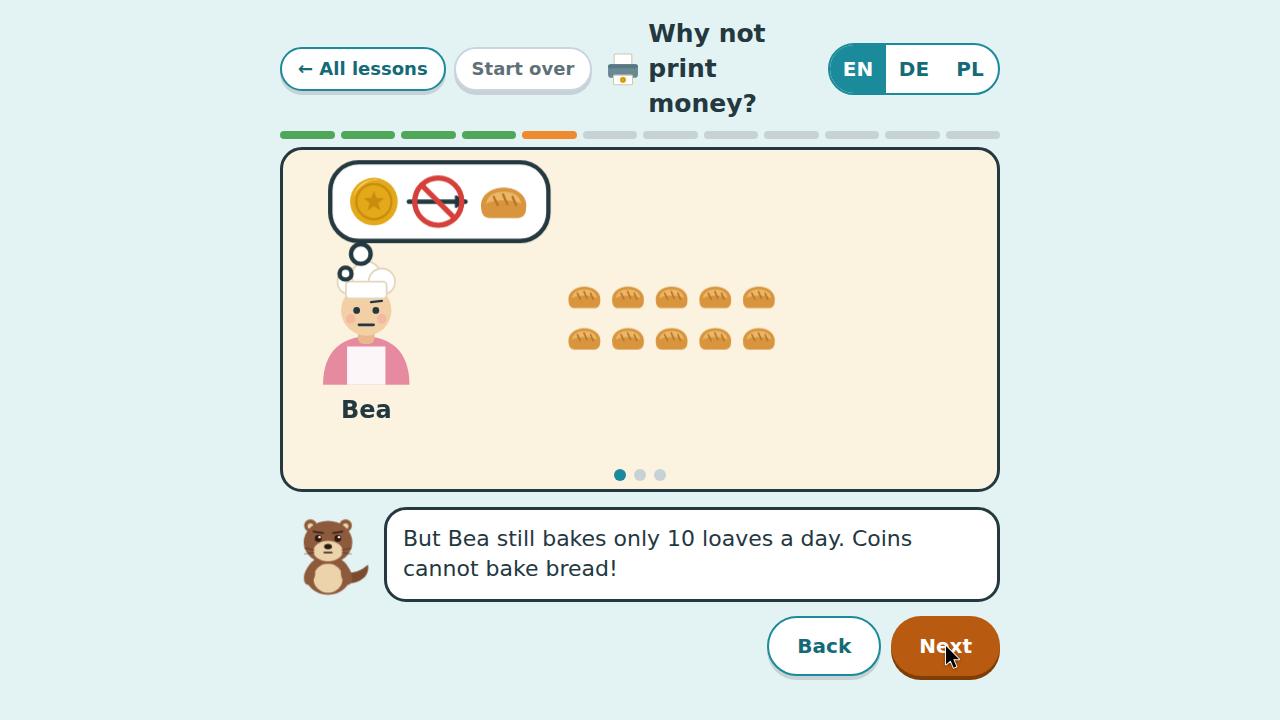 ← All lessons
Start over
Why not
print
money?
EN DE PL
Bea
But Bea still bakes only 10 loaves a day. Coins
cannot bake bread!
Back
Next